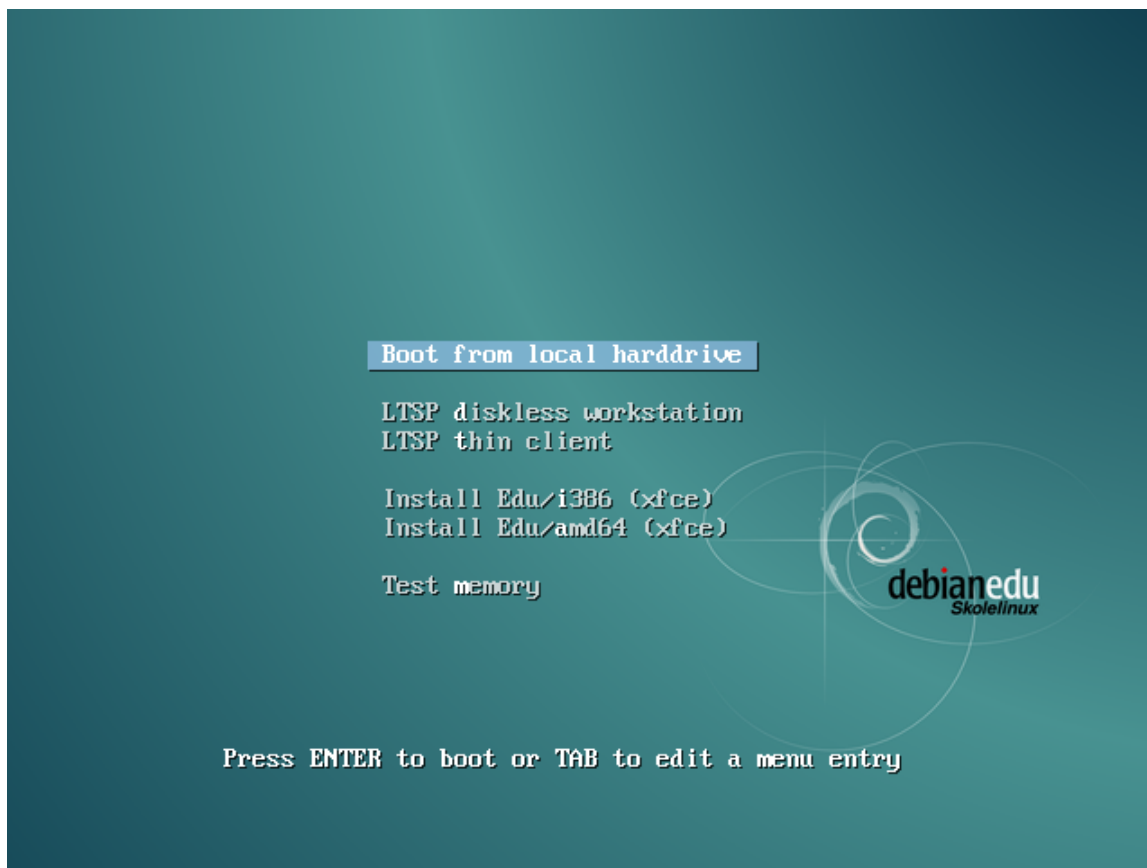 Boot from local harddrive
LTSP diskless workstation
LTSP thin client
Install Edu/i386 (xfce)
Install Edu/amd64 (xfce)
Test memory
debianedu
Skolelinux
Press ENTER to boot or TAB to edit a menu entry